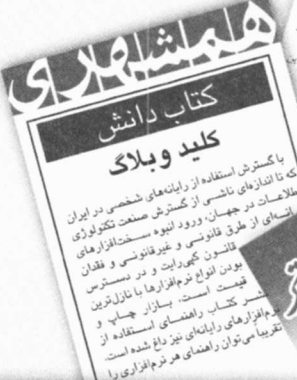 همشهری
کتاب دانش
کلید وبلاگ
با گسترش استفاده از رایانه‌های شخصی در ایران
که تا اندازه‌ای ناشی از گسترش صنعت تکنولوژی
اطلاعات در جهان، ورود انبوه سخت‌افزارهای
رایانه‌ای از طرق قانونی و غیرقانونی و فقدان
قانون کپی‌رایت و در دسترس
بودن انواع نرم‌افزارها با نازل‌ترین
قیمت است، بازار چاپ و
نشر کتاب راهنمای استفاده از
نرم‌افزارهای رایانه‌ای نیز داغ شده است.
تقریباً می‌توان راهنمای هر نرم‌افزاری را